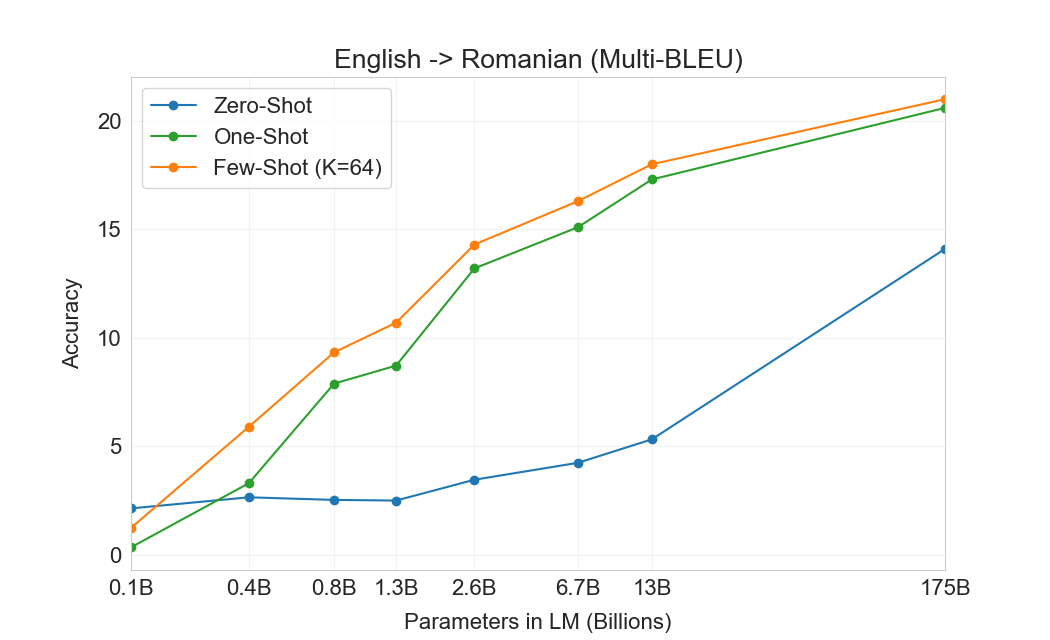 English -> Romanian (Multi-BLEU)
Zero-Shot
One-Shot
Few-Shot (K=64)
20
15
10
5
0
Accuracy
0.1B 0.4B 0.8B 1.3B 2.6B 6.7B 13B 175B
Parameters in LM (Billions)